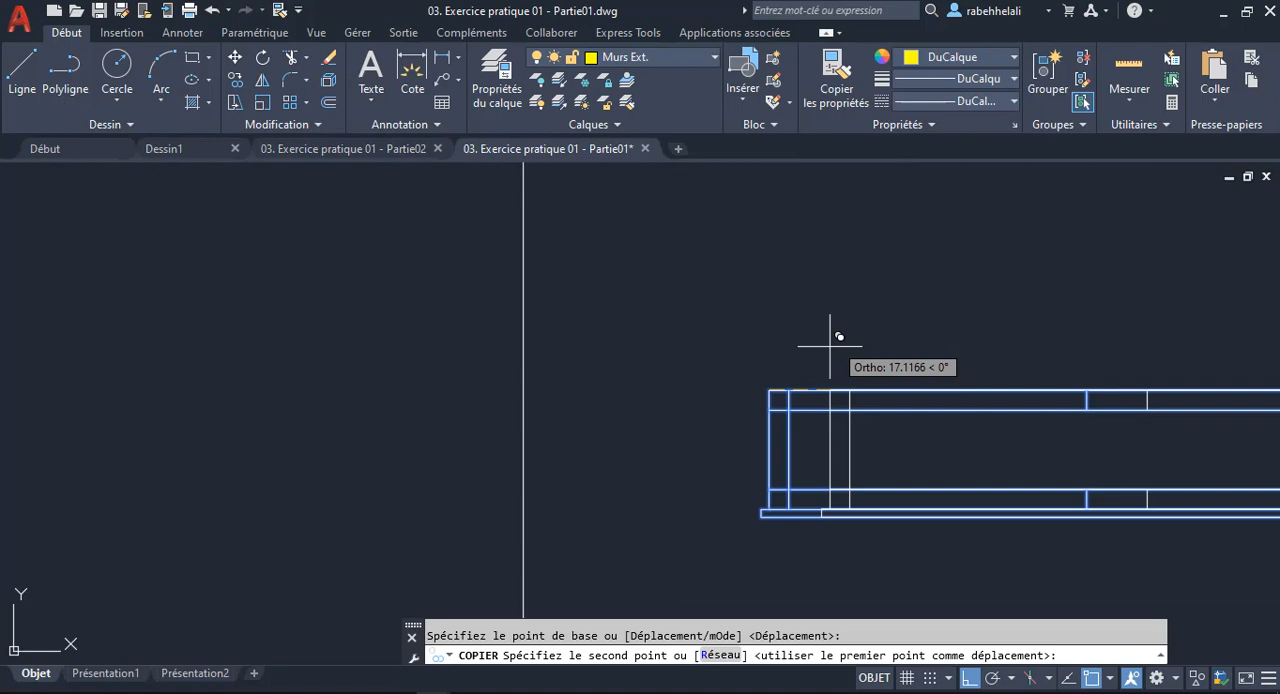 03. Exercice pratique 01 - Partie01.dwg
Entrez mot-clé ou expression
rabehhelali
Début Insertion Annoter Paramétrique Vue Gérer Sortie Compléments Collaborer Express Tools Applications associées
Murs Ext.
DuCalque
DuCalqu
DuCal...
Ligne Polyligne Cercle Arc
Texte Cote
Propriétés
du calque
Insérer
Copier
les propriétés
Grouper
Mesurer
Coller
Dessin Modification Annotation Calques Bloc Propriétés Groupes Utilitaires Presse-papiers
Début Dessin1 03. Exercice pratique 01 - Partie02 03. Exercice pratique 01 - Partie01*
Ortho: 17.1166 < 0°
Y
X
Spécifiez le point de base ou [Déplacement/mOde] <Déplacement>:
COPIER Spécifiez le second point ou [Réseau] <utiliser le premier point comme déplacement>:
Objet Présentation1 Présentation2
OBJET